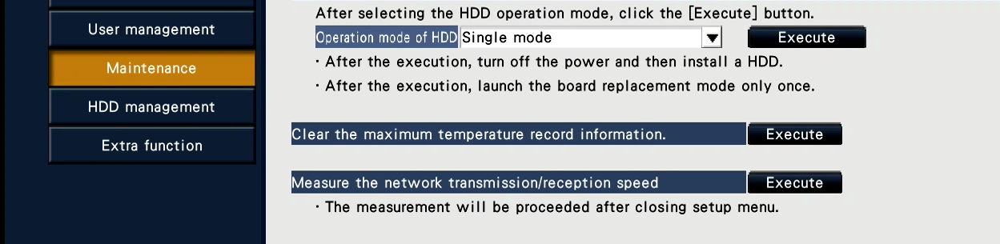 User management
Maintenance
HDD management
Extra function
After selecting the HDD operation mode, click the [Execute] button.
Operation mode of HDD Single mode Execute
· After the execution, turn off the power and then install a HDD.
· After the execution, launch the board replacement mode only once.
Clear the maximum temperature record information. Execute
Measure the network transmission/reception speed Execute
· The measurement will be proceeded after closing setup menu.